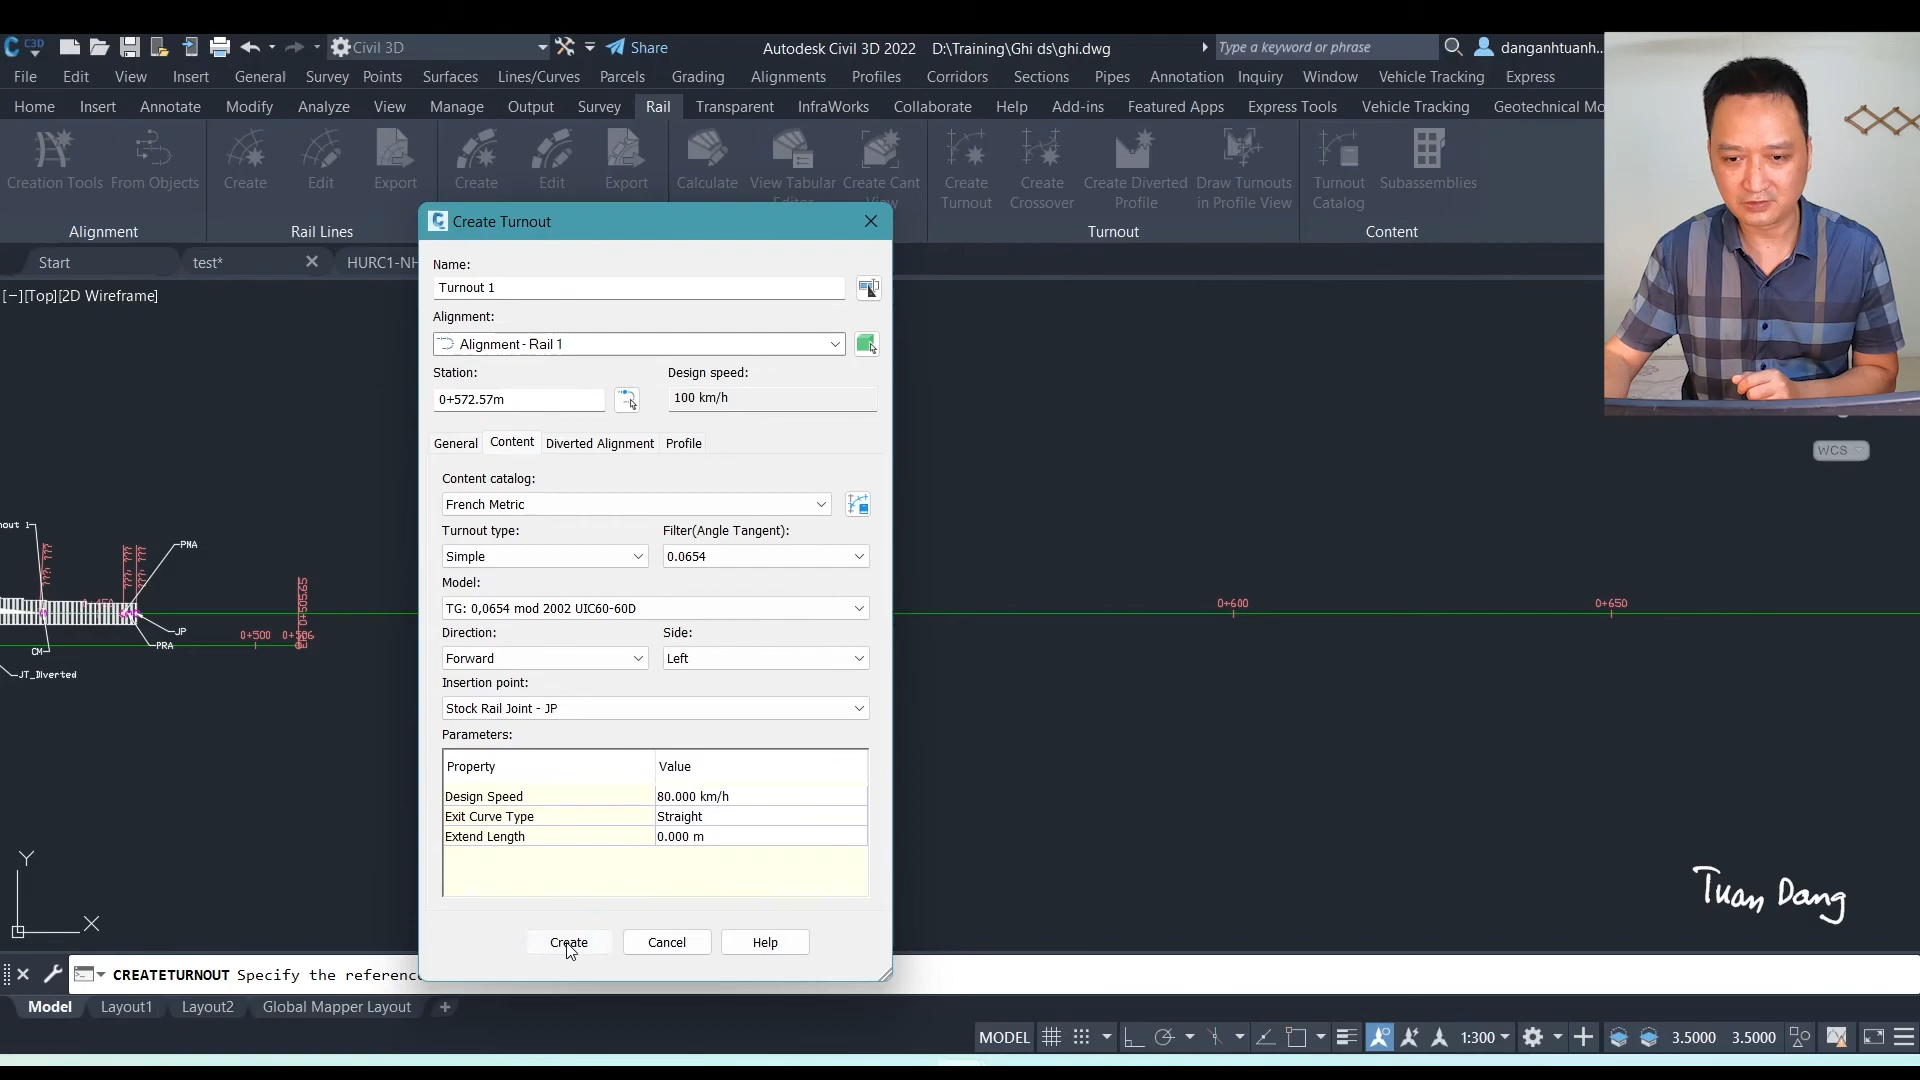 C3D
Civil 3D
Share
Autodesk Civil 3D 2022 D:\Training\Ghi ds\ghi.dwg
Type a keyword or phrase
danganhtuanh...
File Edit View Insert General Survey Points Surfaces Lines/Curves Parcels Grading Alignments Profiles Corridors Sections Pipes Annotation Inquiry Window Vehicle Tracking Express
Home Insert Annotate Modify Analyze View Manage Output Survey Rail Transparent InfraWorks Collaborate Help Add-ins Featured Apps Express Tools Vehicle Tracking Geotechnical Mo
Creation Tools From Objects Create Edit Export Create Edit Export Calculate View Tabular Editor Create Cant View Create Turnout Create Crossover Create Diverted Profile Draw Turnouts in Profile View Turnout Catalog Subassemblies
Alignment Rail Lines Turnout Content
Start test* HURC1-NH
[−][Top][2D Wireframe]
Create Turnout
Name:
Turnout 1
Alignment:
Alignment - Rail 1
Station: Design speed:
0+572.57m 100 km/h
General Content Diverted Alignment Profile
Content catalog:
French Metric
Turnout type: Filter(Angle Tangent):
Simple 0.0654
Model:
TG: 0,0654 mod 2002 UIC60-60D
Direction: Side:
Forward Left
Insertion point:
Stock Rail Joint - JP
Parameters:
Property Value
Design Speed 80.000 km/h
Exit Curve Type Straight
Extend Length 0.000 m
Create Cancel Help
WCS
nout 1
???
???
???
PNA
JP
PRA
CM
JT_Diverted
0+500
EP: 0+505.65
0+600
0+650
Y
X
Tuan Dang
CREATETURNOUT Specify the referenc
Model Layout1 Layout2 Global Mapper Layout +
MODEL 1:300 3.5000 3.5000